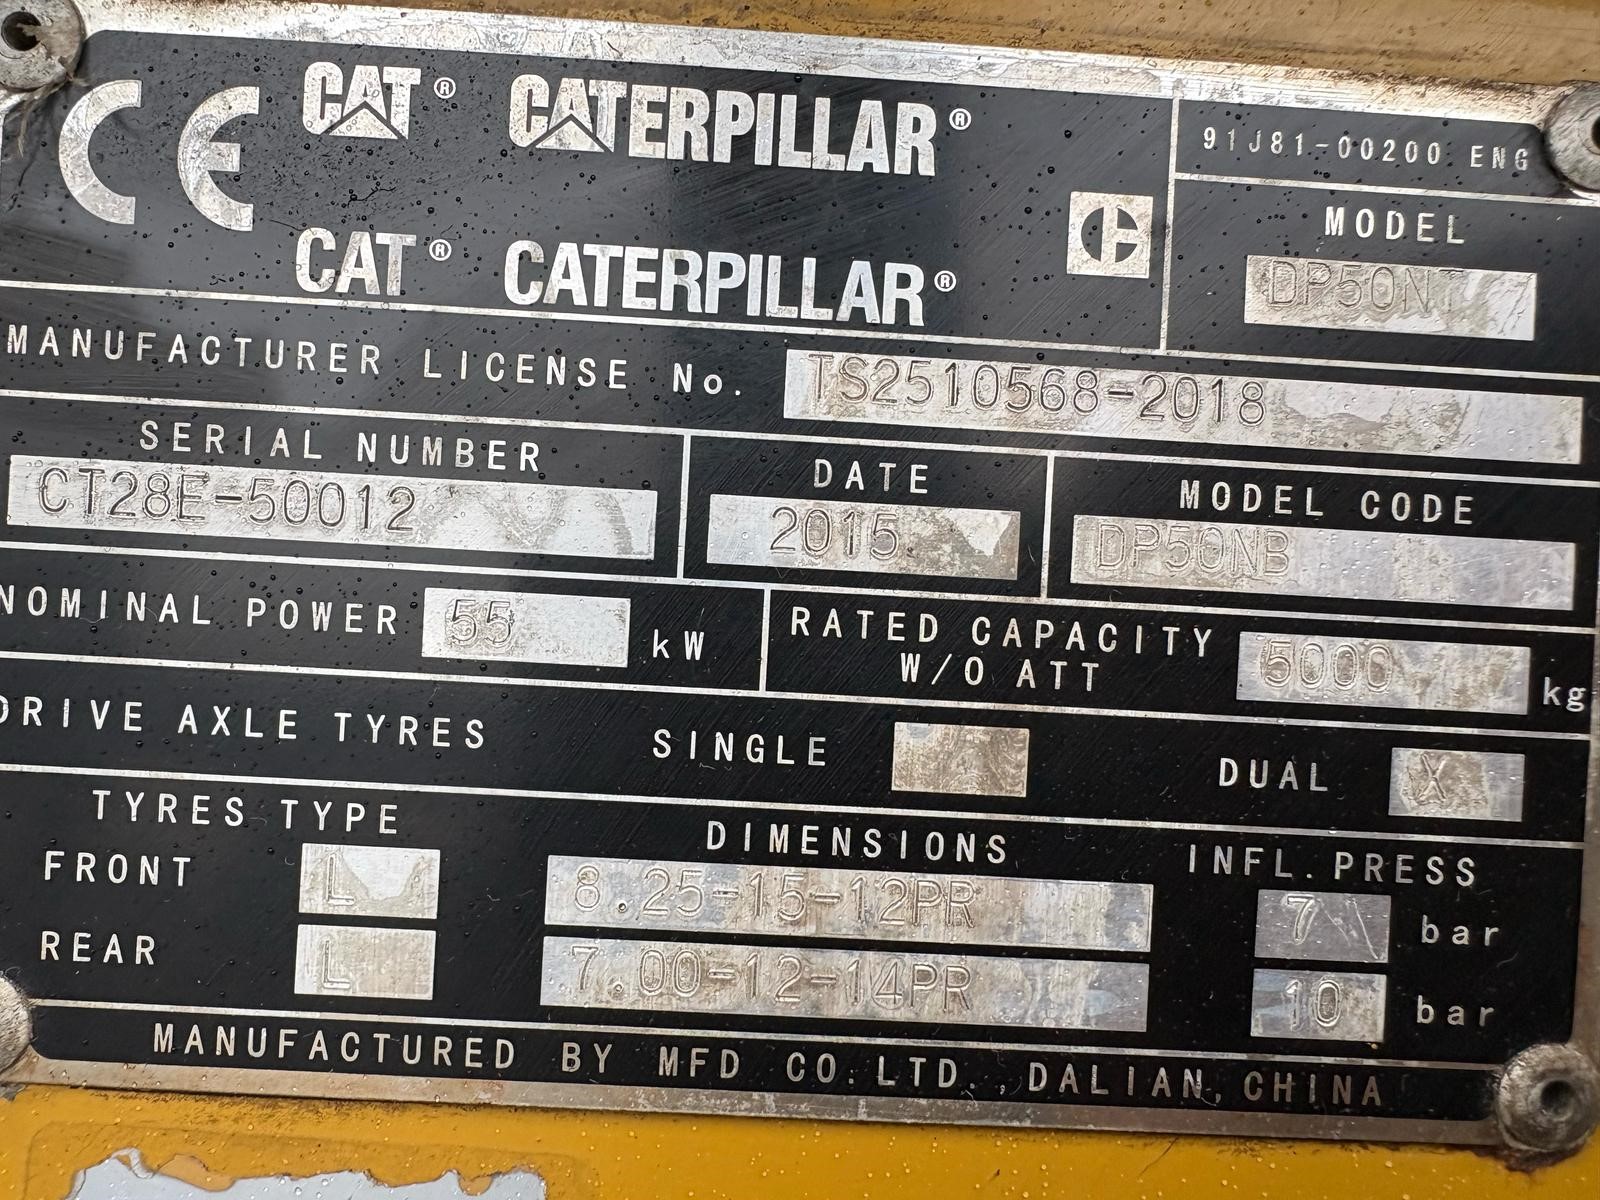 CE CAT® CATERPILLAR®
CAT® CATERPILLAR®
91J81-00200 ENG
MODEL
DP50NT
MANUFACTURER LICENSE No. TS2510568-2018
SERIAL NUMBER
CT28E-50012
DATE
2015
MODEL CODE
DP50NB
NOMINAL POWER 55 kW
RATED CAPACITY
W/O ATT
5000 kg
DRIVE AXLE TYRES SINGLE DUAL X
TYRES TYPE DIMENSIONS INFL. PRESS
FRONT L 8.25-15-12PR 7 bar
REAR L 7.00-12-14PR 10 bar
MANUFACTURED BY MFD CO.LTD., DALIAN, CHINA